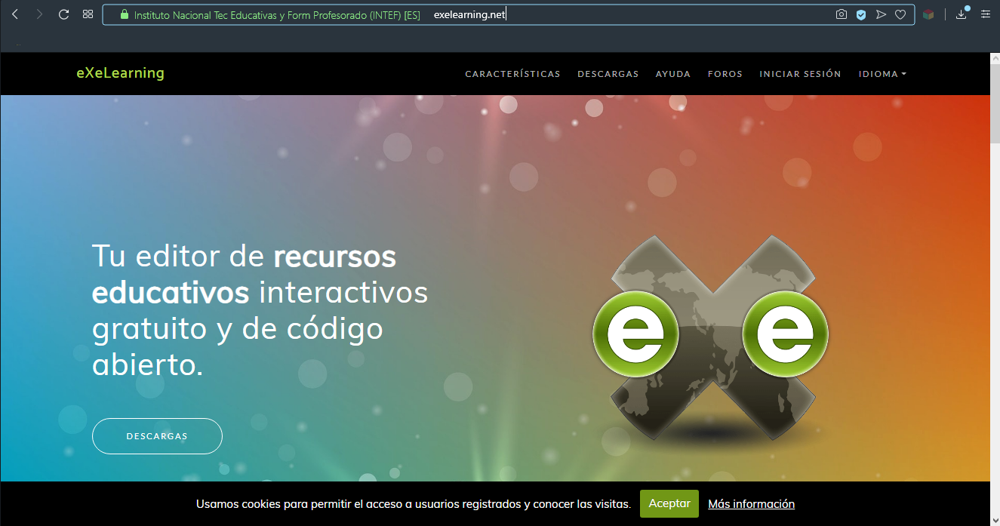 Instituto Nacional Tec Educativas y Form Profesorado (INTEF) [ES] exelearning.net
eXeLearning
CARACTERÍSTICAS DESCARGAS AYUDA FOROS INICIAR SESIÓN IDIOMA
Tu editor de recursos
educativos interactivos
gratuito y de código
abierto.
e e
DESCARGAS
Usamos cookies para permitir el acceso a usuarios registrados y conocer las visitas. Aceptar Más información